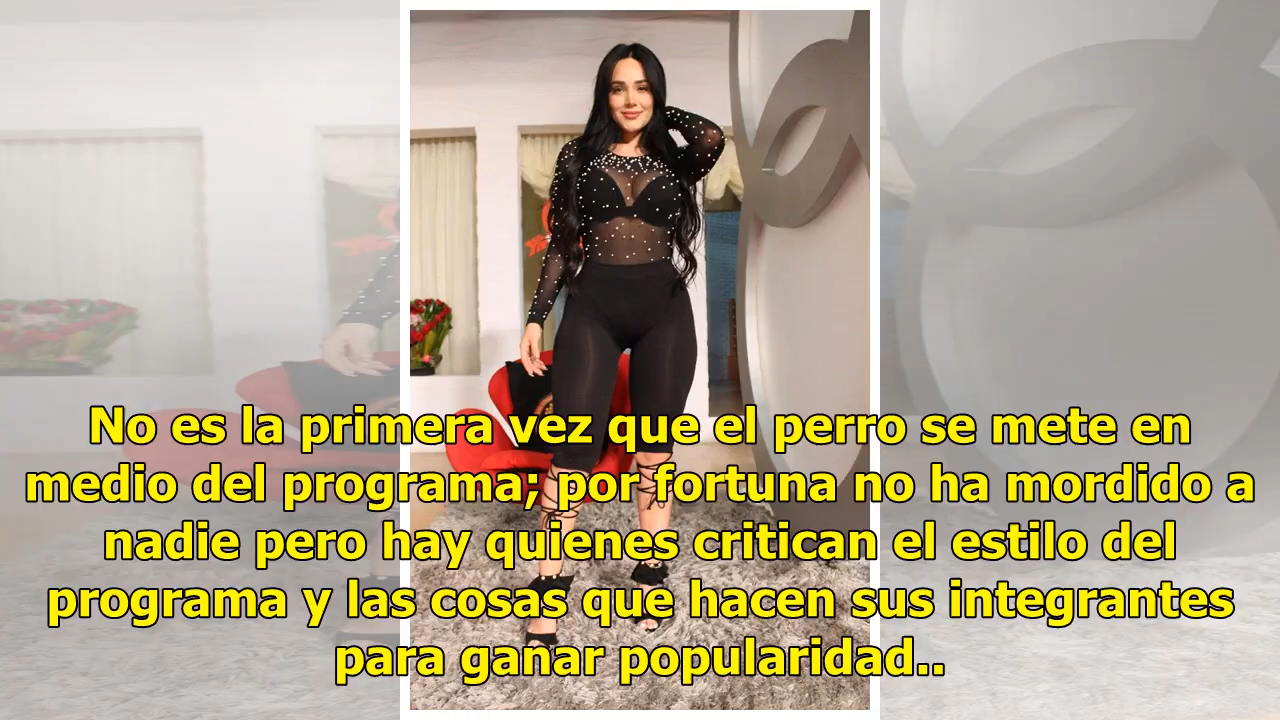 No es la primera vez que el perro se mete en
medio del programa; por fortuna no ha mordido a
nadie pero hay quienes critican el estilo del
programa y las cosas que hacen sus integrantes
para ganar popularidad..